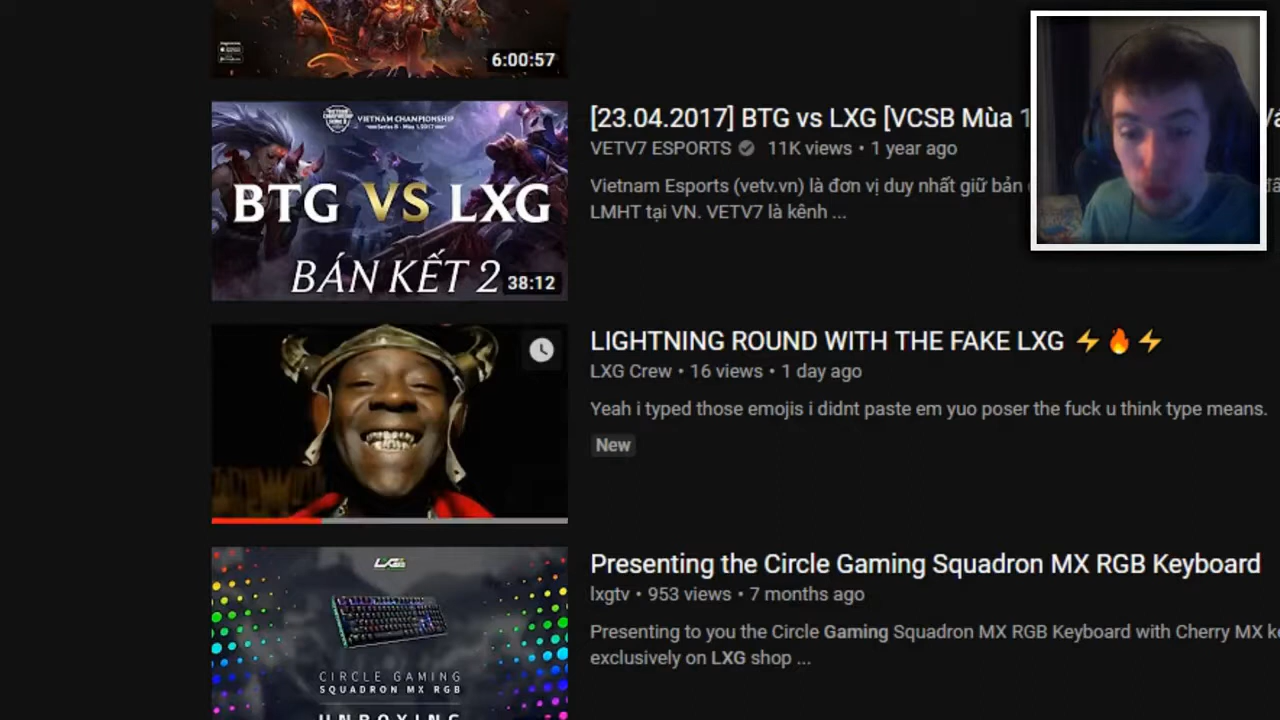 6:00:57
VIETNAM CHAMPIONSHIP
Series B - Mùa 1.2017
BTG VS LXG
BÁN KẾT 2
38:12
[23.04.2017] BTG vs LXG [VCSB Mùa 1
VETV7 ESPORTS 11K views • 1 year ago
Vietnam Esports (vetv.vn) là đơn vị duy nhất giữ bản
LMHT tại VN. VETV7 là kênh ...
LIGHTNING ROUND WITH THE FAKE LXG ⚡🔥⚡
LXG Crew • 16 views • 1 day ago
Yeah i typed those emojis i didnt paste em yuo poser the fuck u think type means.
New
LXG
CIRCLE GAMING
SQUADRON MX RGB
UNBOXING
Presenting the Circle Gaming Squadron MX RGB Keyboard
lxgtv • 953 views • 7 months ago
Presenting to you the Circle Gaming Squadron MX RGB Keyboard with Cherry MX
exclusively on LXG shop ...